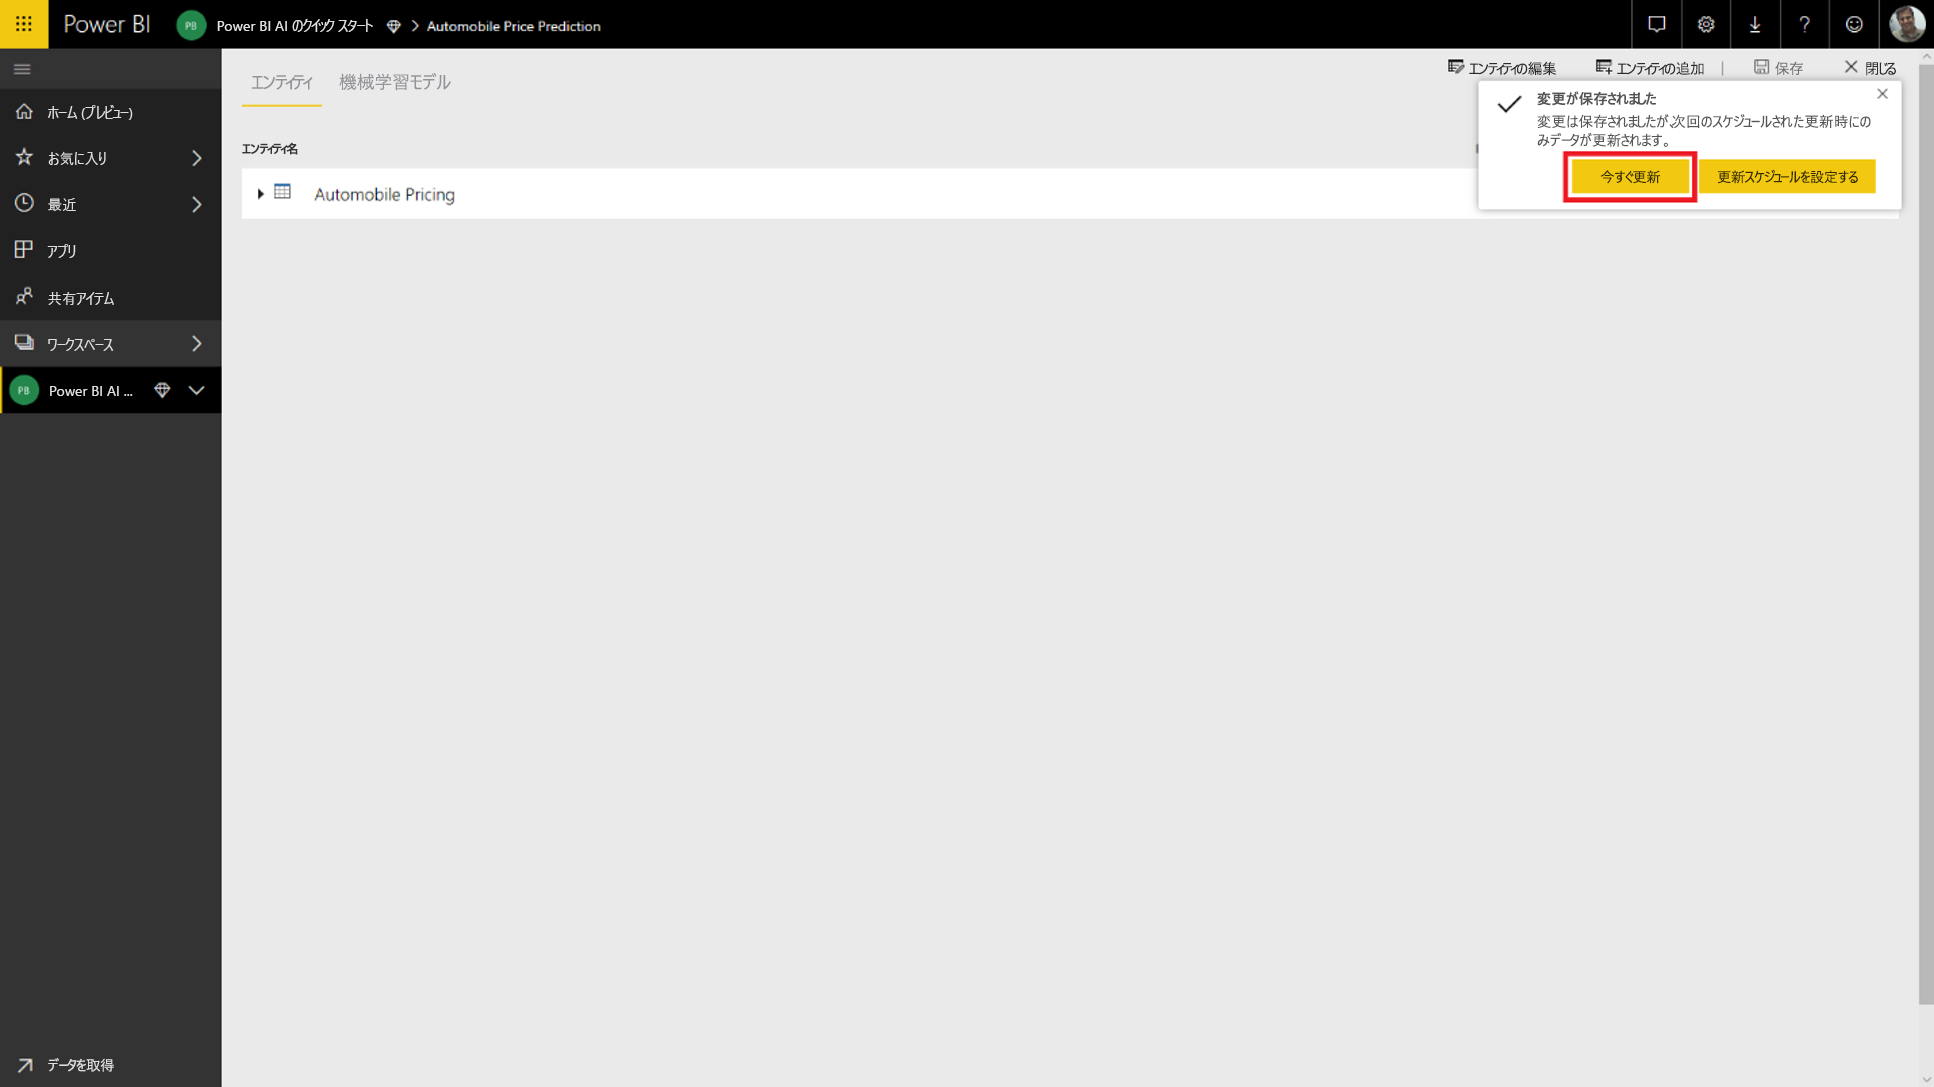 Power BI
PB
Power BI AI のクイック スタート
Automobile Price Prediction
?
ホーム (プレビュー)
お気に入り
最近
アプリ
共有アイテム
ワークスペース
PB
Power BI AI ...
データを取得
エンティティ
機械学習モデル
エンティティの編集
エンティティの追加
保存
閉じる
エンティティ名
Automobile Pricing
変更が保存されました
変更は保存されましたが、次回のスケジュールされた更新時にの
みデータが更新されます。
今すぐ更新
更新スケジュールを設定する